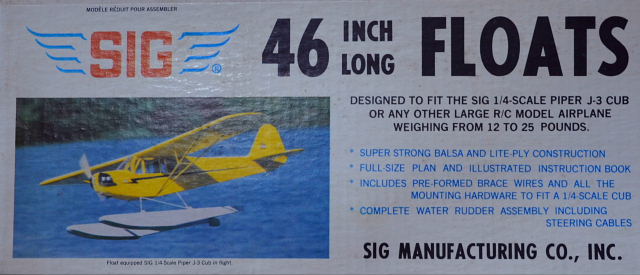 MODÈLE RÉDUIT POUR ASSEMBLER
SIG®
46 INCH LONG FLOATS
DESIGNED TO FIT THE SIG 1/4-SCALE PIPER J-3 CUB
OR ANY OTHER LARGE R/C MODEL AIRPLANE
WEIGHING FROM 12 TO 25 POUNDS.
* SUPER STRONG BALSA AND LITE-PLY CONSTRUCTION
* FULL-SIZE PLAN AND ILLUSTRATED INSTRUCTION BOOK
* INCLUDES PRE-FORMED BRACE WIRES AND ALL THE
MOUNTING HARDWARE TO FIT A 1/4-SCALE CUB
* COMPLETE WATER RUDDER ASSEMBLY INCLUDING
STEERING CABLES
Float equipped SIG 1/4-Scale Piper J-3 Cub in flight.
SIG MANUFACTURING CO., INC.